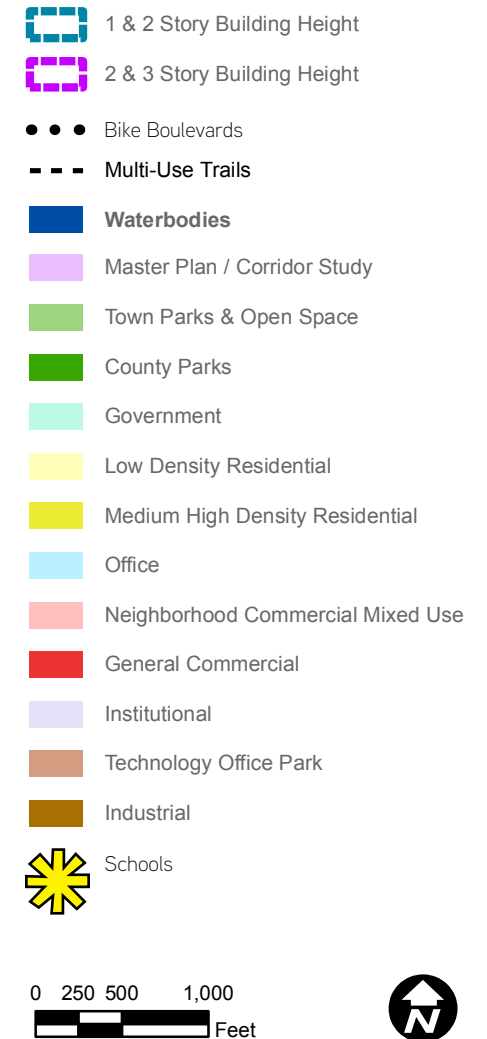 1 & 2 Story Building Height
2 & 3 Story Building Height
Bike Boulevards
Multi-Use Trails
Waterbodies
Master Plan / Corridor Study
Town Parks & Open Space
County Parks
Government
Low Density Residential
Medium High Density Residential
Office
Neighborhood Commercial Mixed Use
General Commercial
Institutional
Technology Office Park
Industrial
Schools
0 250 500 1,000
Feet
N